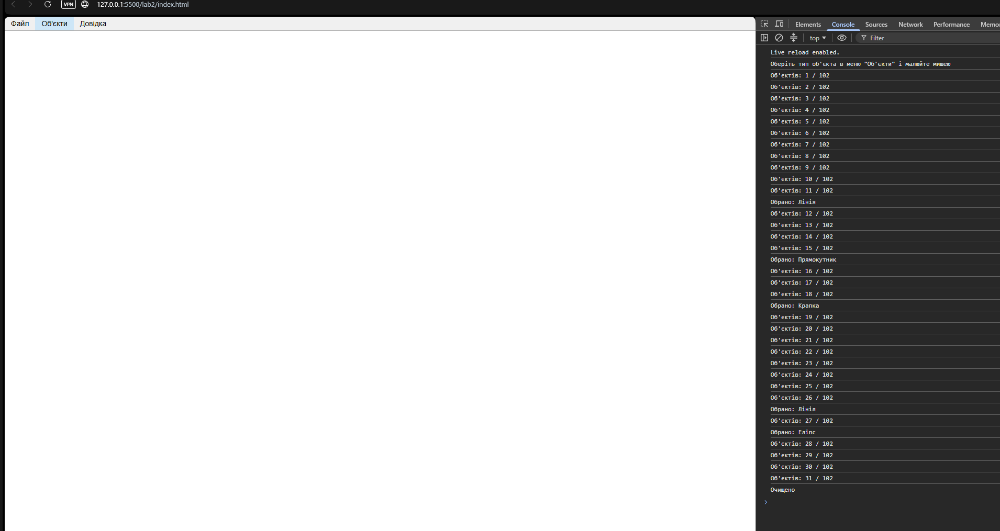 VPN 127.0.0.1:5500/lab2/index.html
Файл Об'єкти Довідка
Elements Console Sources Network Performance Memo
top Filter
Live reload enabled.
Оберіть тип об'єкта в меню "Об'єкти" і малюйте мишею
Об'єктів: 1 / 102
Об'єктів: 2 / 102
Об'єктів: 3 / 102
Об'єктів: 4 / 102
Об'єктів: 5 / 102
Об'єктів: 6 / 102
Об'єктів: 7 / 102
Об'єктів: 8 / 102
Об'єктів: 9 / 102
Об'єктів: 10 / 102
Об'єктів: 11 / 102
Обрано: Лінія
Об'єктів: 12 / 102
Об'єктів: 13 / 102
Об'єктів: 14 / 102
Об'єктів: 15 / 102
Обрано: Прямокутник
Об'єктів: 16 / 102
Об'єктів: 17 / 102
Об'єктів: 18 / 102
Обрано: Крапка
Об'єктів: 19 / 102
Об'єктів: 20 / 102
Об'єктів: 21 / 102
Об'єктів: 22 / 102
Об'єктів: 23 / 102
Об'єктів: 24 / 102
Об'єктів: 25 / 102
Об'єктів: 26 / 102
Обрано: Лінія
Об'єктів: 27 / 102
Обрано: Еліпс
Об'єктів: 28 / 102
Об'єктів: 29 / 102
Об'єктів: 30 / 102
Об'єктів: 31 / 102
Очищено